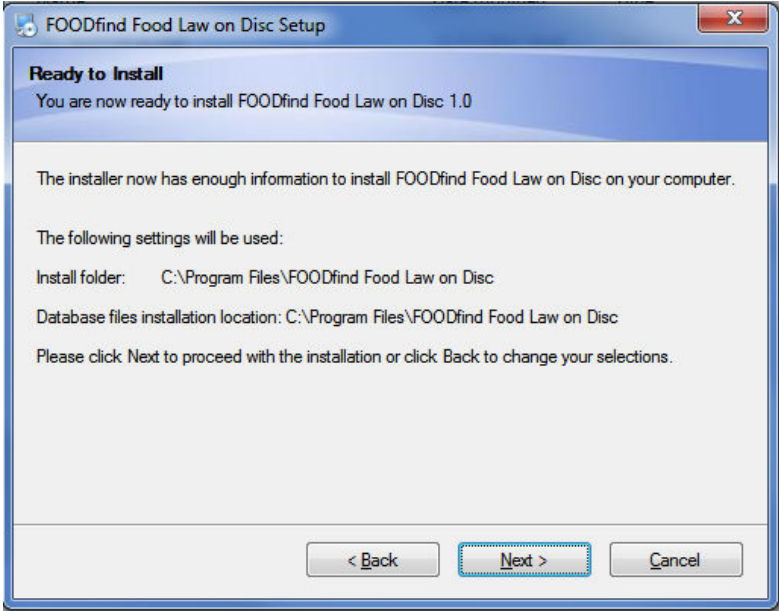 FOODfind Food Law on Disc Setup
Ready to Install
You are now ready to install FOODfind Food Law on Disc 1.0
The installer now has enough information to install FOODfind Food Law on Disc on your computer.
The following settings will be used:
Install folder: C:\Program Files\FOODfind Food Law on Disc
Database files installation location: C:\Program Files\FOODfind Food Law on Disc
Please click Next to proceed with the installation or click Back to change your selections.
< Back Next > Cancel